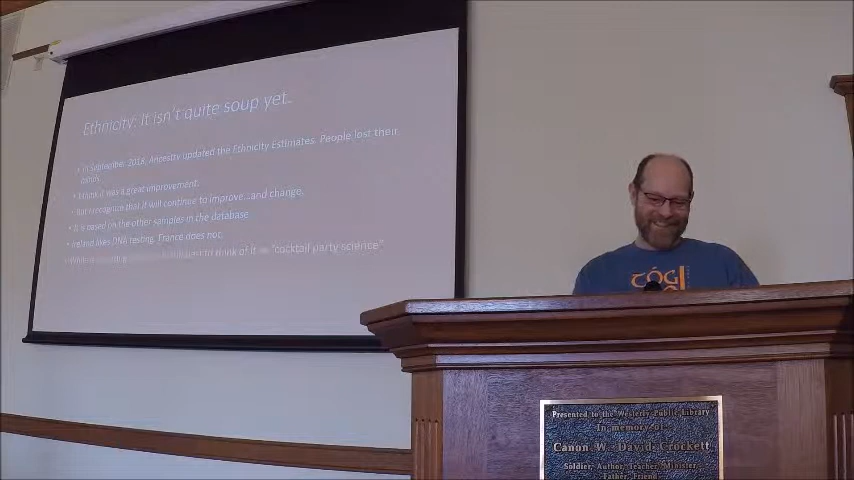 Ethnicity: It isn't quite soup yet.
• In September 2018, Ancestry updated the Ethnicity Estimates. People lost their
minds.
• I think it was a great improvement.
• But recognize that it will continue to improve...and change.
• It is based on the other samples in the database
• Ireland likes DNA testing. France does not.
to think of it as "cocktail party science"
TÓG
Presented to the Westerly Public Library
In memory of
Canon W. David Crockett
Soldier, Author, Teacher, Minister,
Father, Friend